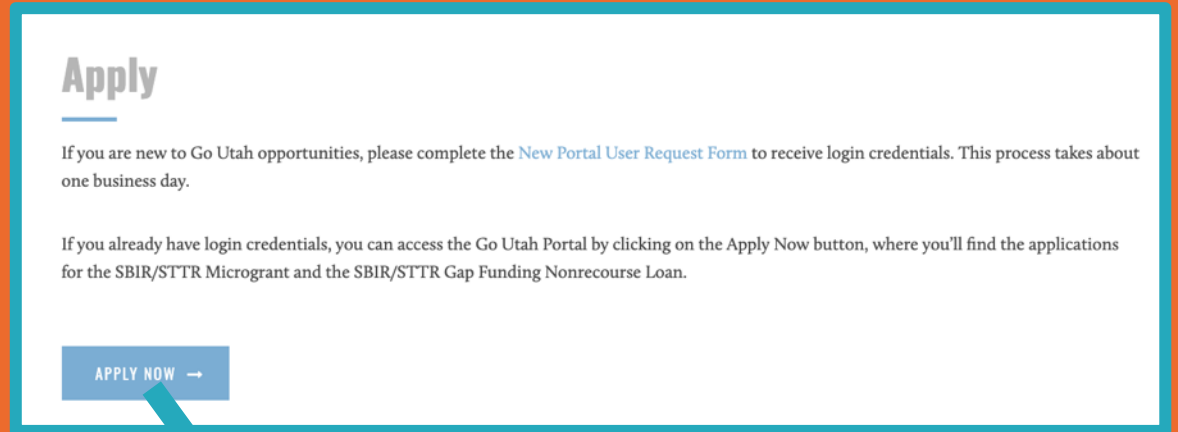 Apply
If you are new to Go Utah opportunities, please complete the New Portal User Request Form to receive login credentials. This process takes about
one business day.
If you already have login credentials, you can access the Go Utah Portal by clicking on the Apply Now button, where you'll find the applications
for the SBIR/STTR Microgrant and the SBIR/STTR Gap Funding Nonrecourse Loan.
APPLY NOW →